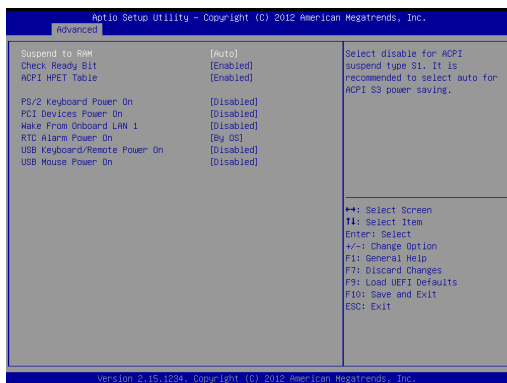 Aptio Setup Utility – Copyright (C) 2012 American Megatrends, Inc.
Advanced
Suspend to RAM [Auto]
Check Ready Bit [Enabled]
ACPI HPET Table [Enabled]
PS/2 Keyboard Power On [Disabled]
PCI Devices Power On [Disabled]
Wake From Onboard LAN 1 [Disabled]
RTC Alarm Power On [By OS]
USB Keyboard/Remote Power On [Disabled]
USB Mouse Power On [Disabled]
Select disable for ACPI
suspend type S1. It is
recommended to select auto for
ACPI S3 power saving.
↔: Select Screen
↑↓: Select Item
Enter: Select
+/-: Change Option
F1: General Help
F7: Discard Changes
F9: Load UEFI Defaults
F10: Save and Exit
ESC: Exit
Version 2.15.1234. Copyright (C) 2012 American Megatrends, Inc.